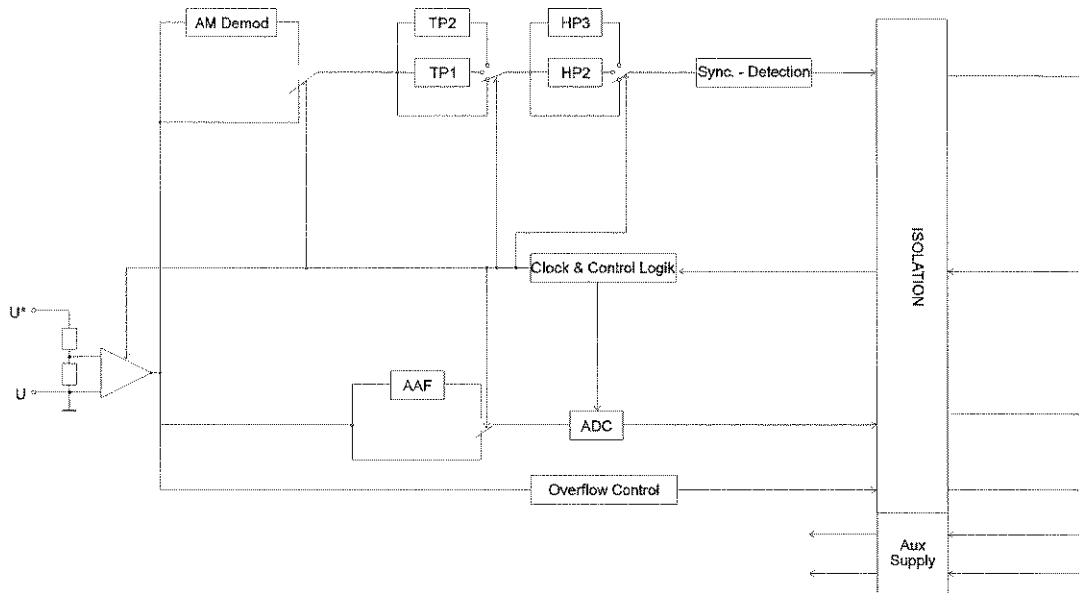 AM Demod
TP2
HP3
TP1
HP2
Sync. - Detection
ISOLATION
Clock & Control Logik
U*
U
AAF
ADC
Overflow Control
Aux
Supply